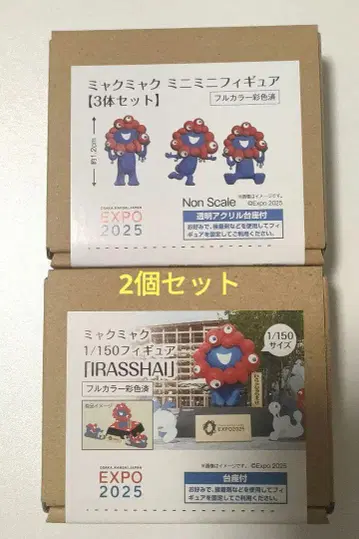 ミャクミャク ミニミニフィギュア
【3体セット】
フルカラー彩色済
約11.2cm
※画像はイメージです。
Non Scale
©Expo 2025
OSAKA, KANSAI, JAPAN
EXPO
2025
透明アクリル台座付
お好みで、接着剤などを使用してフィ
ギュアを固定してご利用ください。
2個セット
ミャクミャク
1/150フィギュア
「IRASSHAI」
フルカラー彩色済
1/150
サイズ
EXPO2025
※画像はイメージです。
©Expo 2025
OSAKA, KANSAI, JAPAN
EXPO
2025
台座付
お好みで、接着剤などを使用してフィ
ギュアを固定してご利用ください。